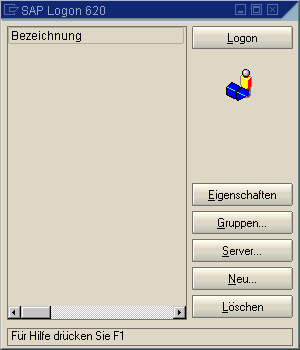 SAP Logon 620
Bezeichnung
Logon
Eigenschaften
Gruppen...
Server...
Neu...
Löschen
Für Hilfe drücken Sie F1